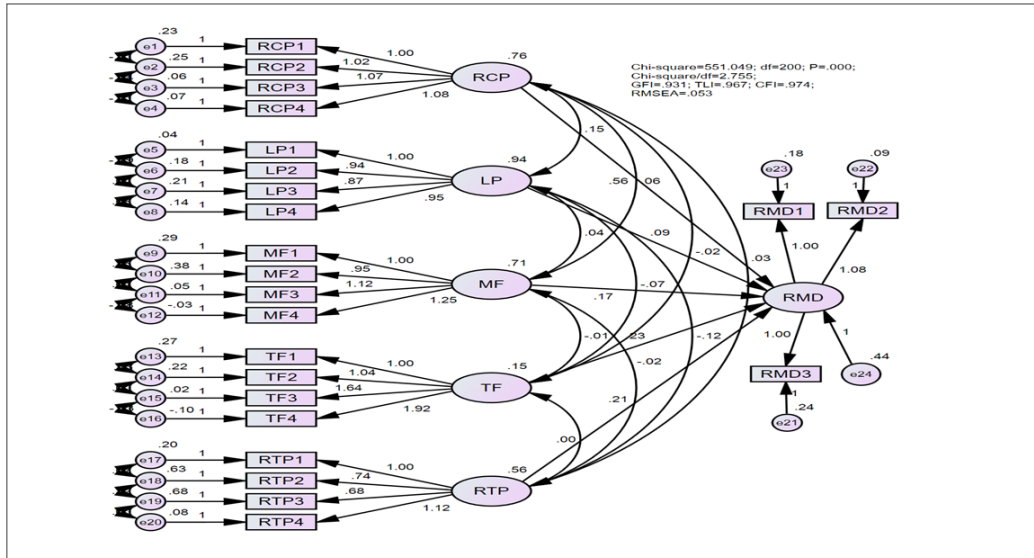 .23
e1
1
RCP1
1.00
.76
.25
e2
1
RCP2
1.02
.06
e3
1
RCP3
1.07
RCP
.07
e4
1
RCP4
1.08
Chi-square=551.049; df=200; P=.000;
Chi-square/df=2.755;
GFI=.931; TLI=.967; CFI=.974;
RMSEA=.053
.15
.04
e5
1
LP1
1.00
.94
.18
e6
1
LP2
.94
.21
e7
1
LP3
.87
LP
.14
e8
1
LP4
.95
.56
.06
.18
e23
1
.09
e22
1
RMD1
RMD2
.04
.09
-.02
.03
1.00
1.08
.29
e9
1
MF1
1.00
.71
.38
e10
1
MF2
.95
.05
e11
1
MF3
1.12
MF
-.03
e12
1
MF4
1.25
.17
-.07
RMD
-.01
.23
-.12
-.02
1.00
1
.44
e24
RMD3
1
.24
e21
.27
e13
1
TF1
1.00
.15
.22
e14
1
TF2
1.04
.02
e15
1
TF3
1.64
TF
-.10
e16
1
TF4
1.92
.21
.00
.20
e17
1
RTP1
1.00
.56
.63
e18
1
RTP2
.74
.68
e19
1
RTP3
.68
RTP
.08
e20
1
RTP4
1.12